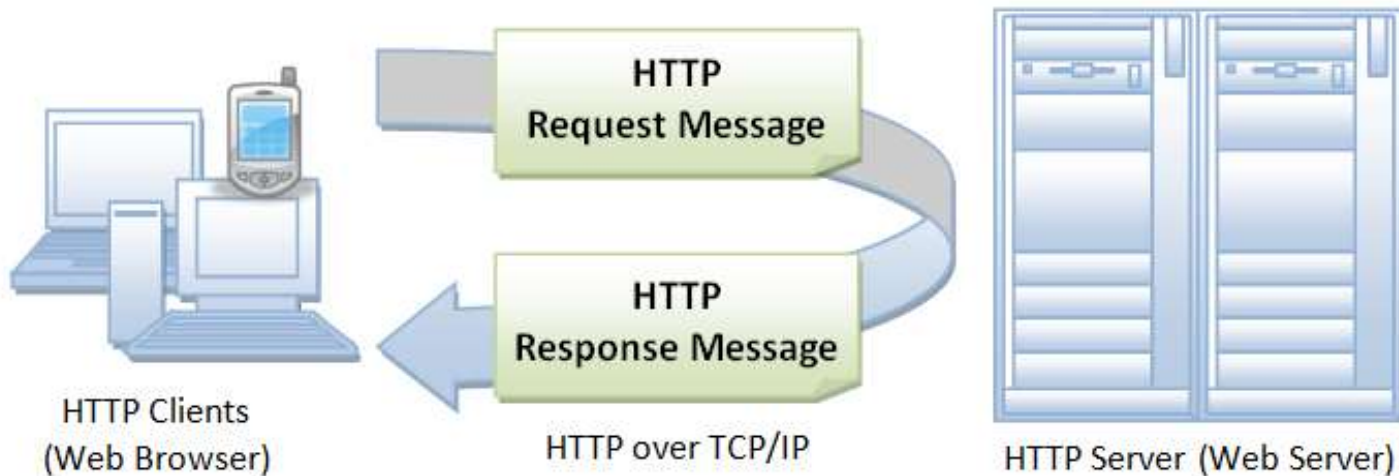 HTTP
Request Message
HTTP
Response Message
HTTP Clients
(Web Browser)
HTTP over TCP/IP
HTTP Server (Web Server)